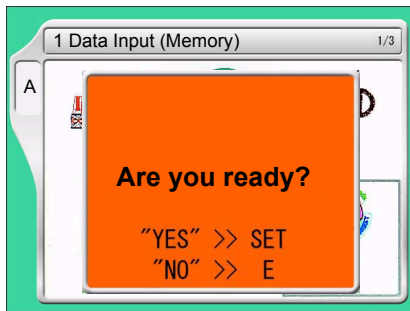 1 Data Input (Memory) 1/3
A
Are you ready?
"YES" >> SET
"NO" >> E